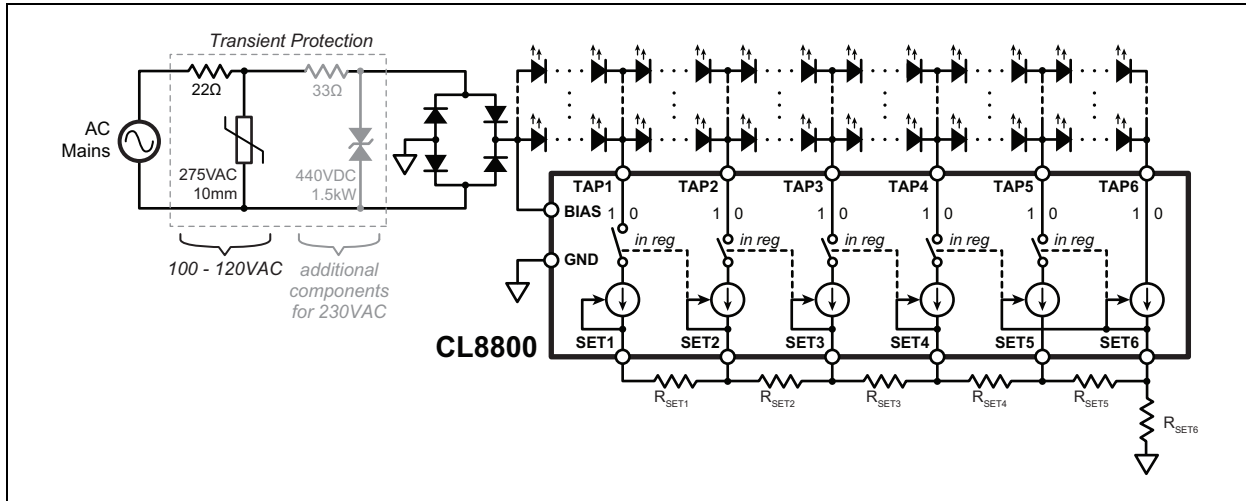 Transient Protection
22Ω
33Ω
AC
Mains
275VAC
10mm
440VDC
1.5kW
100 - 120VAC
additional
components
for 230VAC
TAP1 TAP2 TAP3 TAP4 TAP5 TAP6
BIAS
1 0 1 0 1 0 1 0 1 0 1 0
in reg in reg in reg in reg in reg
GND
SET1 SET2 SET3 SET4 SET5 SET6
CL8800
RSET1 RSET2 RSET3 RSET4 RSET5
RSET6